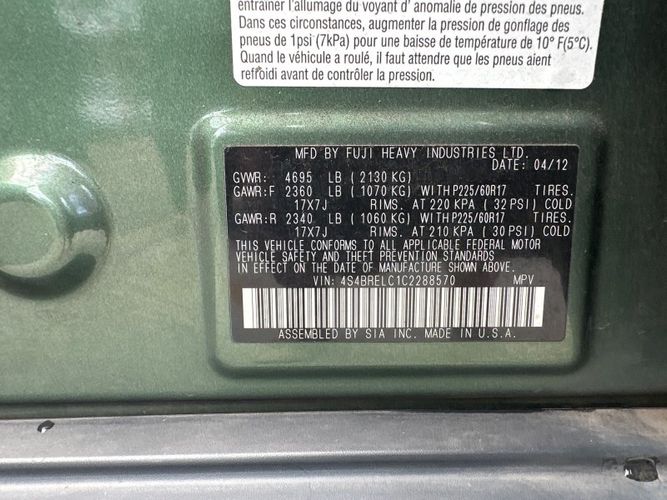 entraîner l'allumage du voyant d' anomalie de pression des pneus.
Dans ces circonstances, augmenter la pression de gonflage des
pneus de 1psi (7kPa) pour une baisse de température de 10° F(5°C).
Quand le véhicule a roulé, il faut attendre que les pneus aient
refroidi avant de contrôler la pression.
MFD BY FUJI HEAVY INDUSTRIES LTD.
DATE: 04/12
GVWR: 4695 LB ( 2130 KG)
GAWR:F 2360 LB ( 1070 KG) WITHP225/60R17 TIRES.
17X7J RIMS. AT 220 KPA ( 32 PSI) COLD
GAWR:R 2340 LB ( 1060 KG) WITHP225/60R17 TIRES.
17X7J RIMS. AT 210 KPA ( 30 PSI) COLD
THIS VEHICLE CONFORMS TO ALL APPLICABLE FEDERAL MOTOR
VEHICLE SAFETY AND THEFT PREVENTION STANDARDS
IN EFFECT ON THE DATE OF MANUFACTURE SHOWN ABOVE.
VIN: 4S4BRELC1C2288570 MPV
ASSEMBLED BY SIA INC. MADE IN U.S.A.